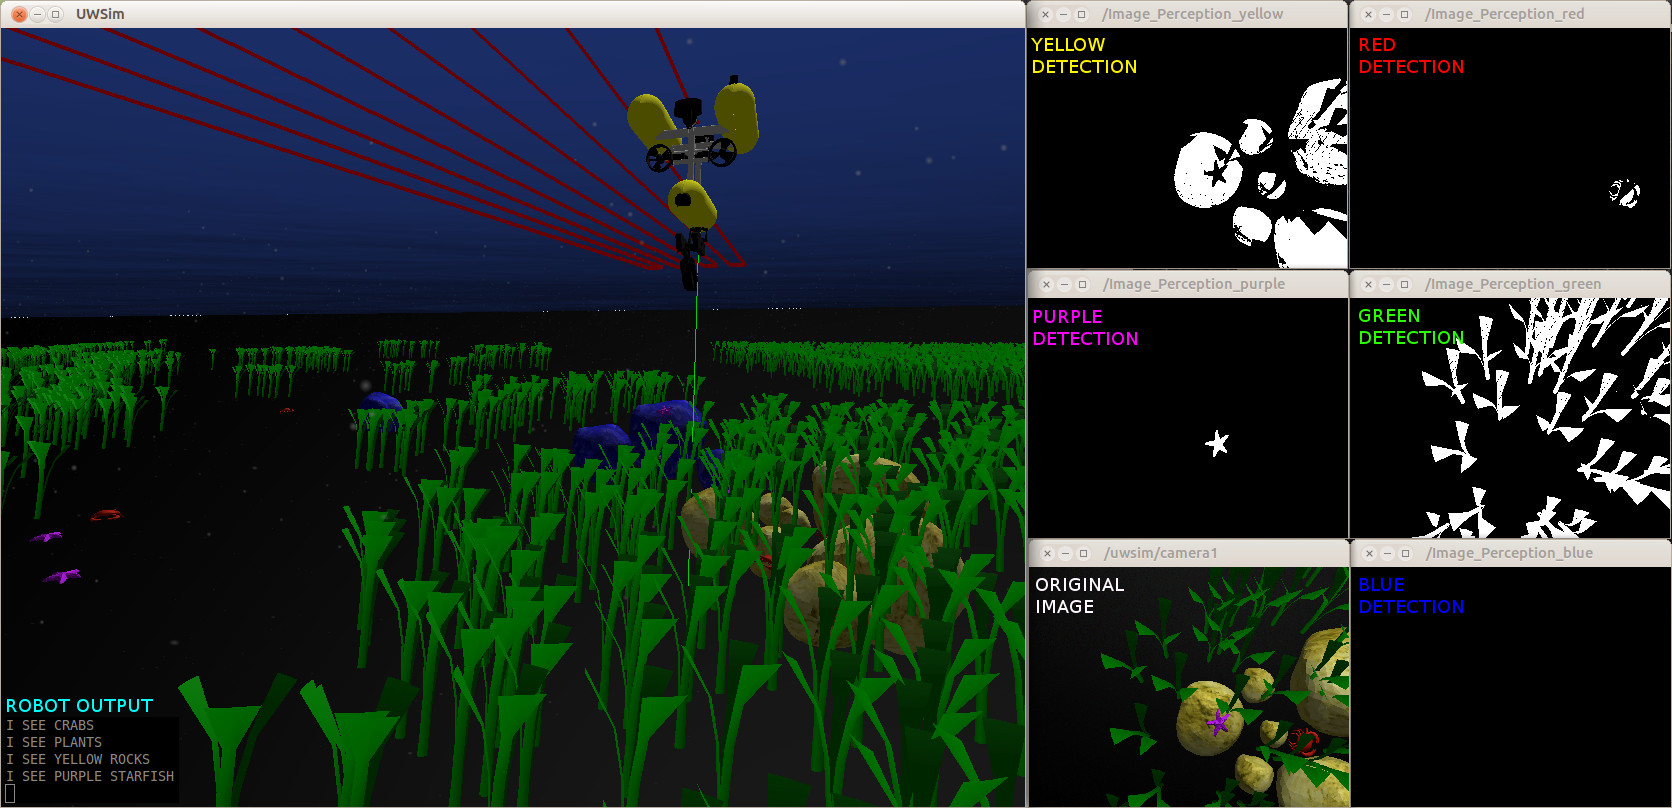 UWSim
ROBOT OUTPUT
I SEE CRABS
I SEE PLANTS
I SEE YELLOW ROCKS
I SEE PURPLE STARFISH
/Image_Perception_yellow
YELLOW
DETECTION
/Image_Perception_red
RED
DETECTION
/Image_Perception_purple
PURPLE
DETECTION
/Image_Perception_green
GREEN
DETECTION
/uwsim/camera1
ORIGINAL
IMAGE
/Image_Perception_blue
BLUE
DETECTION